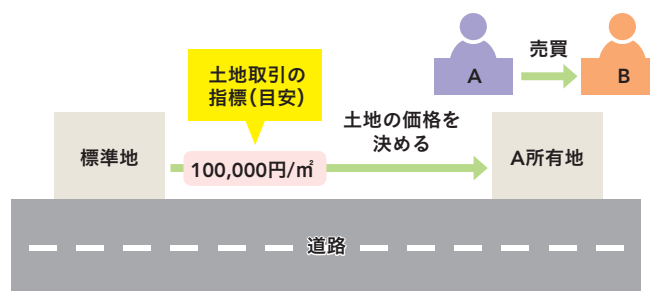 売買
A
B
土地取引の
指標（目安）
土地の価格を
決める
標準地
100,000円/㎡
A所有地
道路